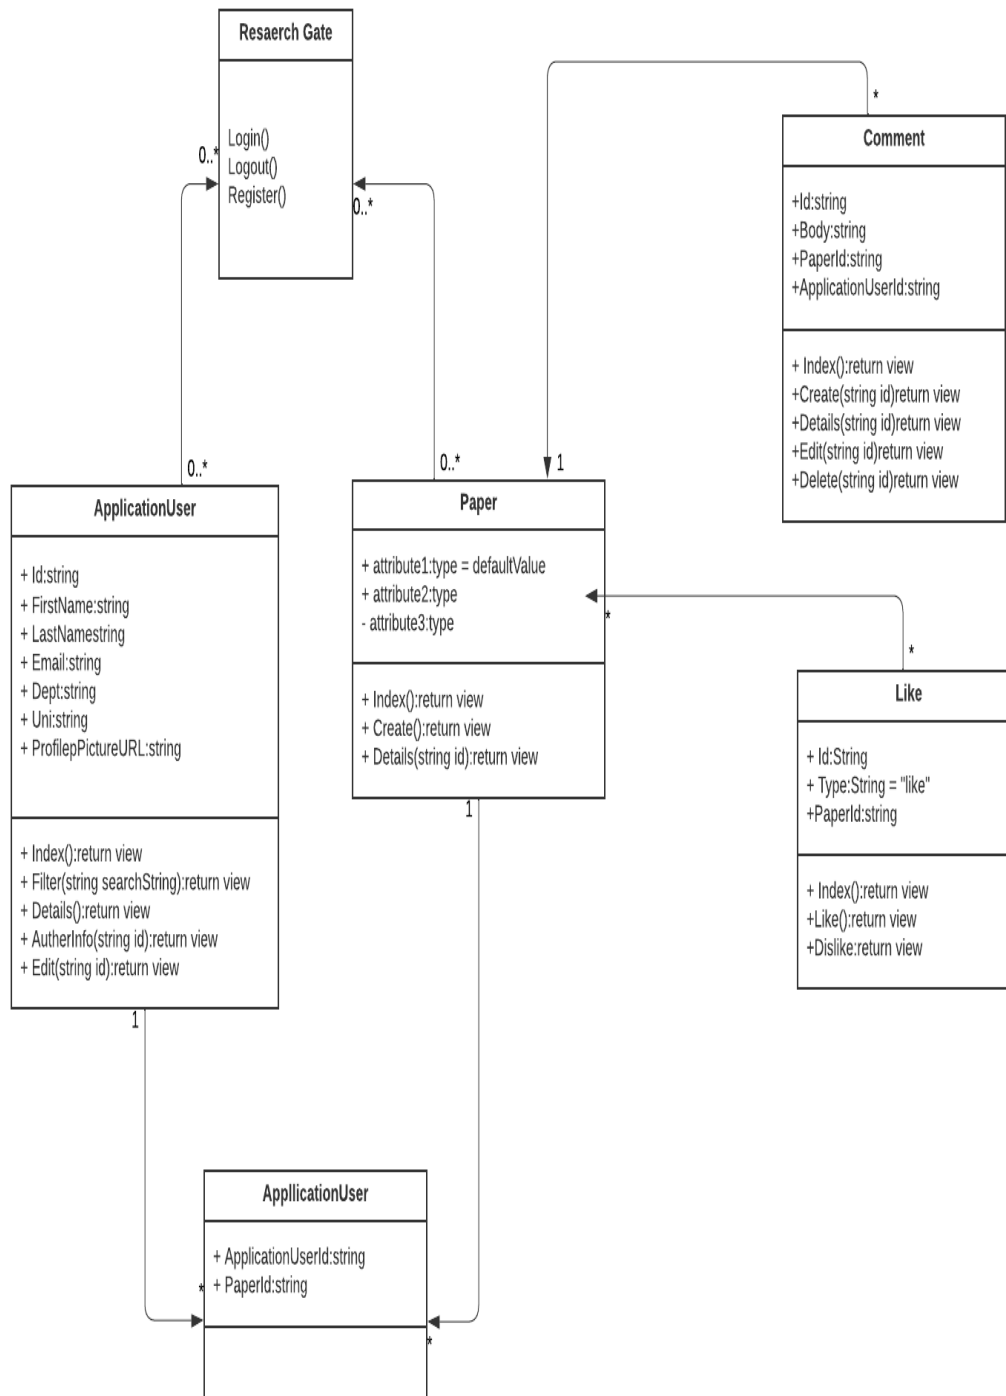 Resaerch Gate
Login()
Logout()
Register()
0..*
0..*
0..*
0..*
*
1
Comment
+Id:string
+Body:string
+PaperId:string
+ApplicationUserId:string
+ Index():return view
+Create(string id)return view
+Details(string id)return view
+Edit(string id)return view
+Delete(string id)return view
ApplicationUser
+ Id:string
+ FirstName:string
+ LastNamestring
+ Email:string
+ Dept:string
+ Uni:string
+ ProfilepPictureURL:string
+ Index():return view
+ Filter(string searchString):return view
+ Details():return view
+ AutherInfo(string id):return view
+ Edit(string id):return view
1
Paper
+ attribute1:type = defaultValue
+ attribute2:type
- attribute3:type
+ Index():return view
+ Create():return view
+ Details(string id):return view
1
*
*
Like
+ Id:String
+ Type:String = "like"
+PaperId:string
+ Index():return view
+Like():return view
+Dislike:return view
AppllicationUser
+ ApplicationUserId:string
+ PaperId:string
*
*